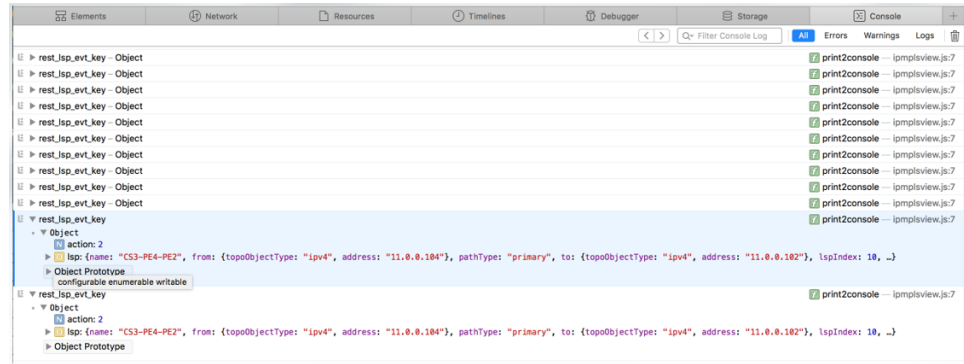 Elements Network Resources Timelines Debugger Storage Console +
< > Filter Console Log All Errors Warnings Logs
rest_lsp_evt_key – Object print2console — ipmplsview.js:7
rest_lsp_evt_key – Object print2console — ipmplsview.js:7
rest_lsp_evt_key – Object print2console — ipmplsview.js:7
rest_lsp_evt_key – Object print2console — ipmplsview.js:7
rest_lsp_evt_key – Object print2console — ipmplsview.js:7
rest_lsp_evt_key – Object print2console — ipmplsview.js:7
rest_lsp_evt_key – Object print2console — ipmplsview.js:7
rest_lsp_evt_key – Object print2console — ipmplsview.js:7
rest_lsp_evt_key – Object print2console — ipmplsview.js:7
rest_lsp_evt_key – Object print2console — ipmplsview.js:7
rest_lsp_evt_key print2console — ipmplsview.js:7
Object
N action: 2
O lsp: {name: "CS3-PE4-PE2", from: {topoObjectType: "ipv4", address: "11.0.0.104"}, pathType: "primary", to: {topoObjectType: "ipv4", address: "11.0.0.102"}, lspIndex: 10, …}
Object Prototype
configurable enumerable writable
rest_lsp_evt_key print2console — ipmplsview.js:7
Object
N action: 2
O lsp: {name: "CS3-PE4-PE2", from: {topoObjectType: "ipv4", address: "11.0.0.104"}, pathType: "primary", to: {topoObjectType: "ipv4", address: "11.0.0.102"}, lspIndex: 10, …}
Object Prototype